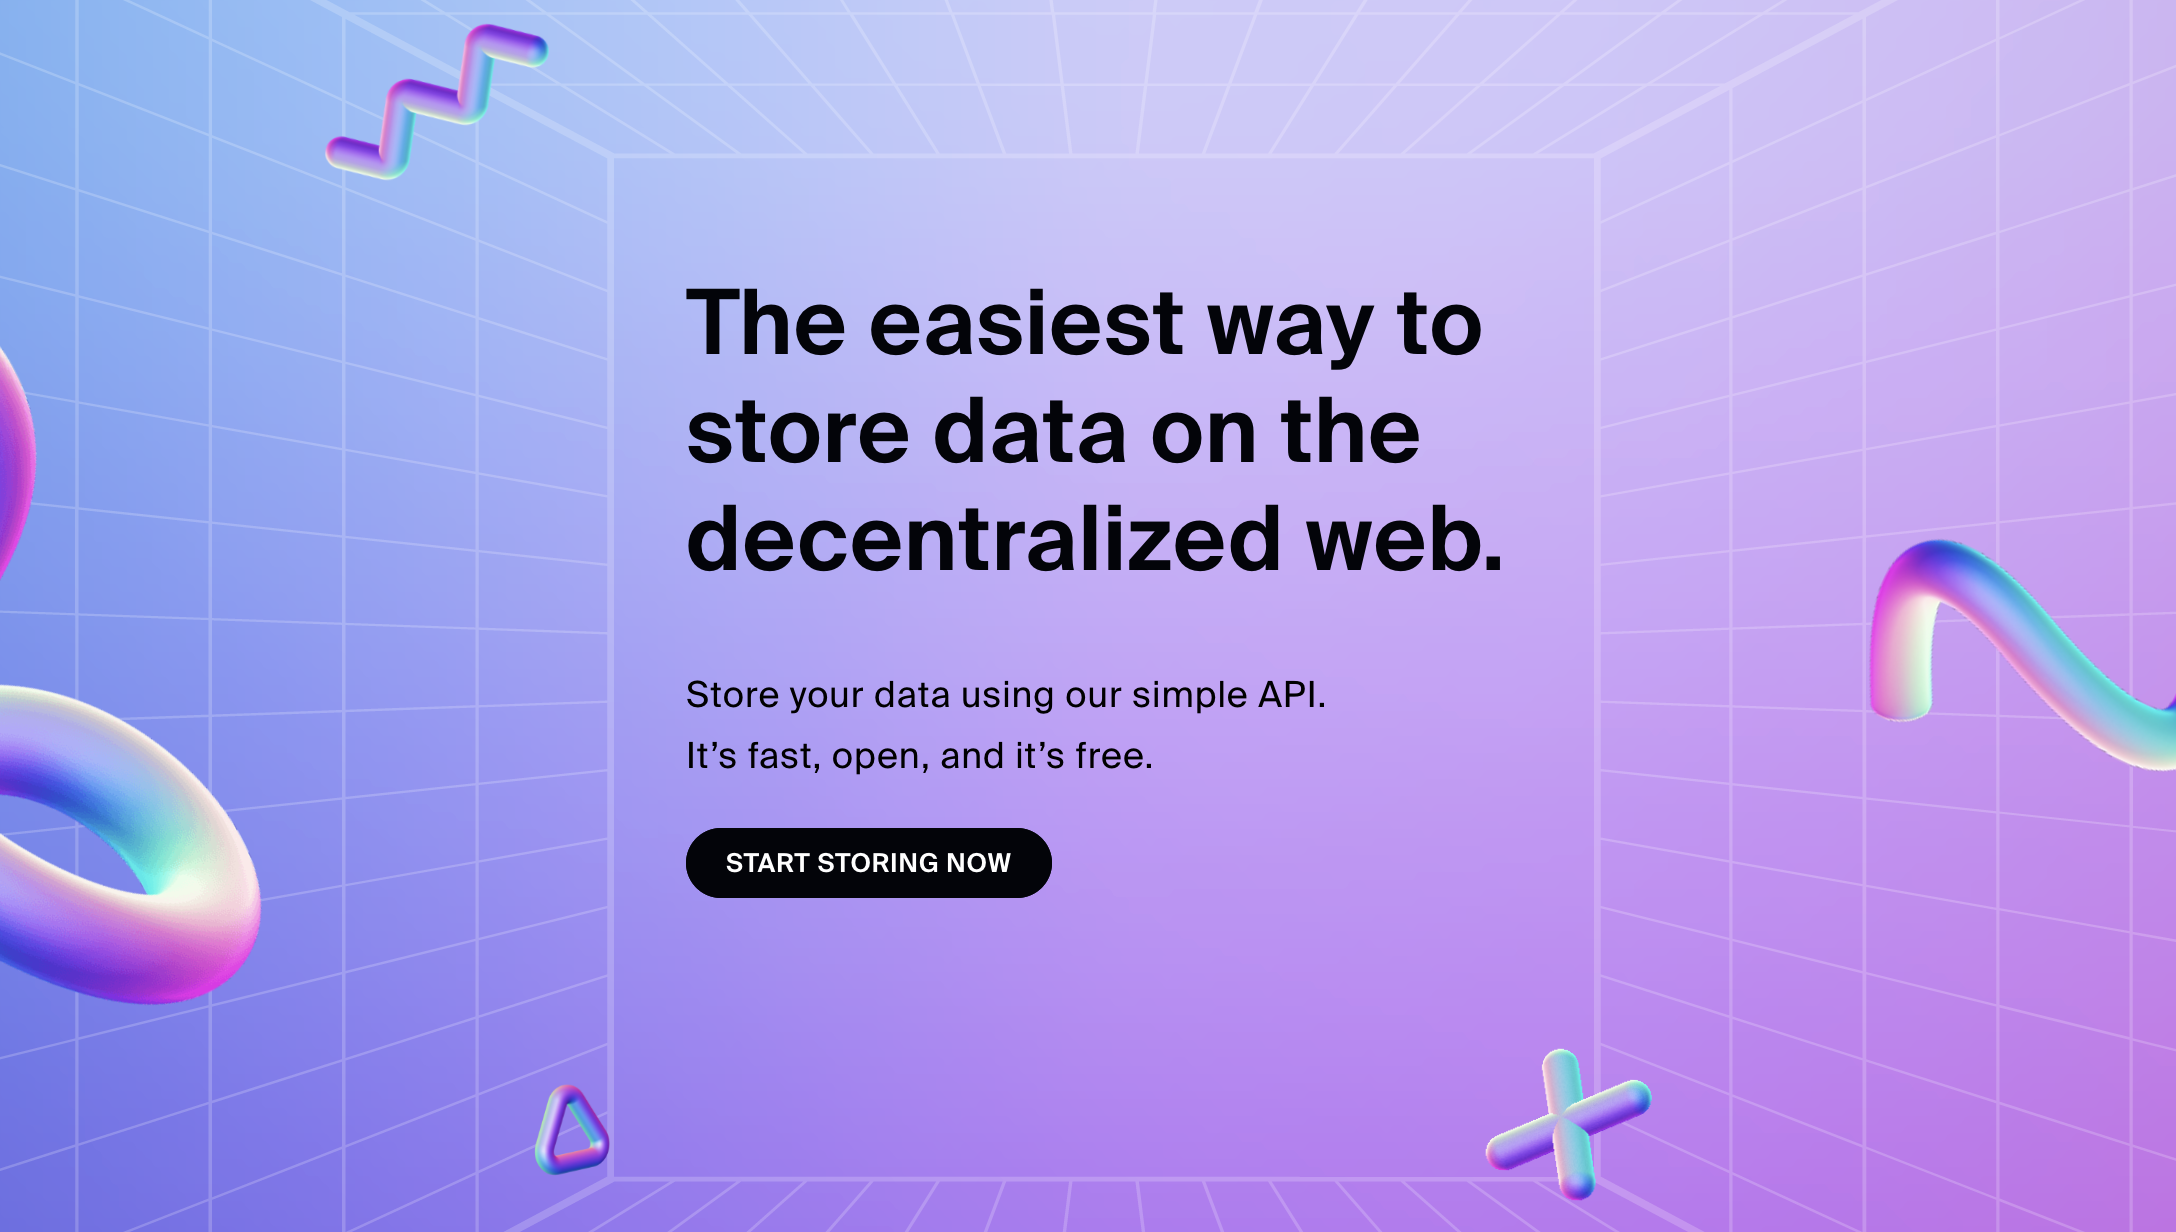 The easiest way to
store data on the
decentralized web.
Store your data using our simple API.
It’s fast, open, and it’s free.
START STORING NOW